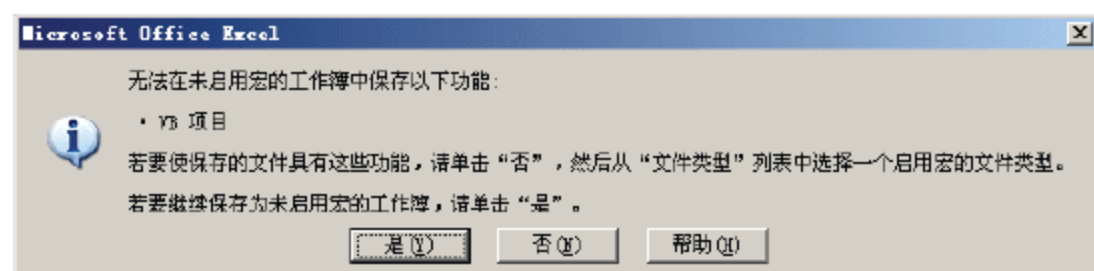 Microsoft Office Excel
无法在未启用宏的工作簿中保存以下功能:
• VB 项目
若要使保存的文件具有这些功能，请单击“否”，然后从“文件类型”列表中选择一个启用宏的文件类型。
若要继续保存为未启用宏的工作簿，请单击“是”。
是(Y) 否(N) 帮助(H)